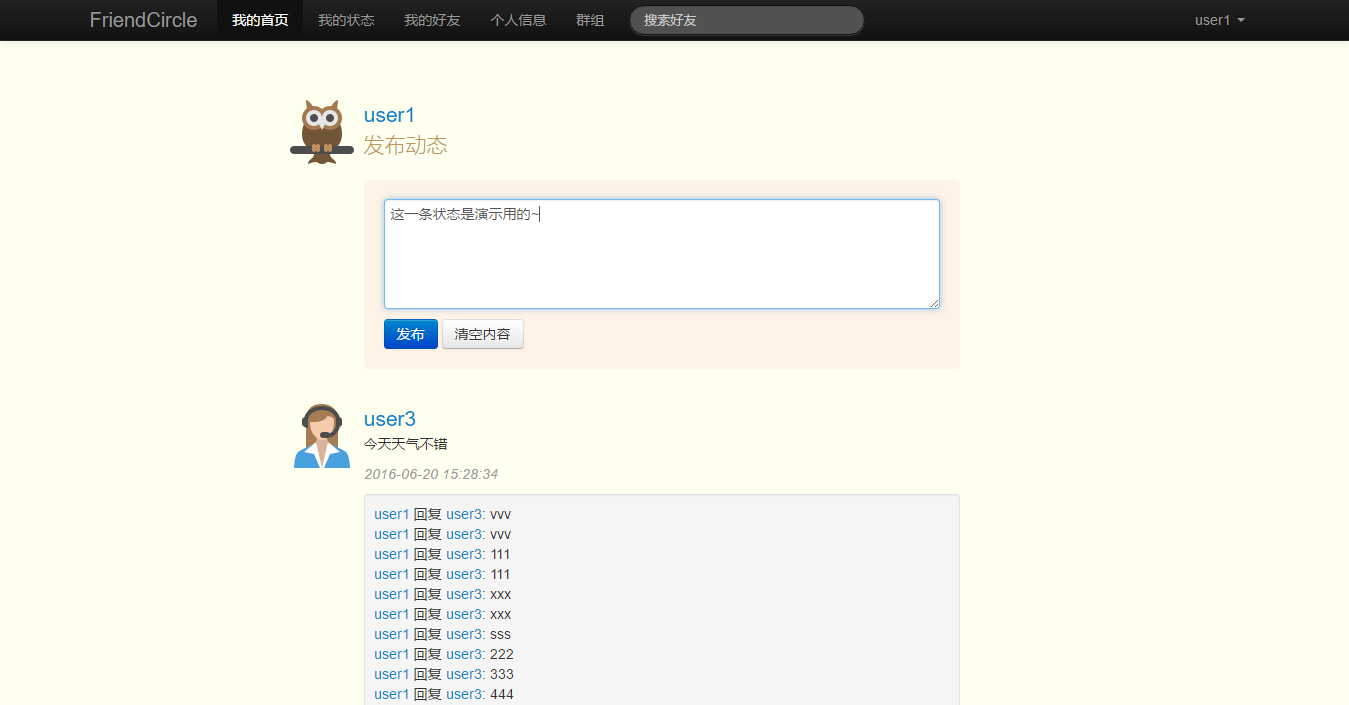 FriendCircle 我的首页 我的状态 我的好友 个人信息 群组 搜索好友 user1
user1
发布动态
这一条状态是演示用的~
发布 清空内容
user3
今天天气不错
2016-06-20 15:28:34
user1 回复 user3: vvv
user1 回复 user3: vvv
user1 回复 user3: 111
user1 回复 user3: 111
user1 回复 user3: xxx
user1 回复 user3: xxx
user1 回复 user3: sss
user1 回复 user3: 222
user1 回复 user3: 333
user1 回复 user3: 444